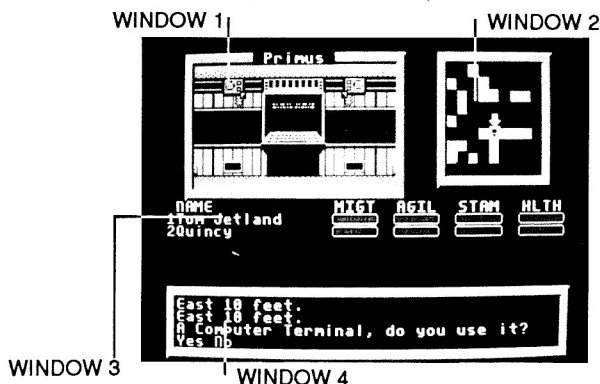 WINDOW 1
WINDOW 2
Primus
NAME MIGT AGIL STAM HLTH
1Tom Jetland
2Quincy
East 10 feet.
East 10 feet.
A Computer Terminal, do you use it?
Yes No
WINDOW 3
WINDOW 4